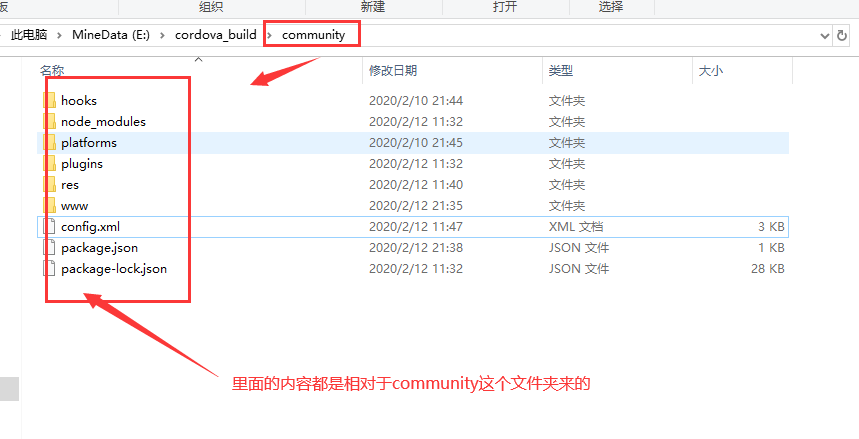 板 组织 新建 打开 选择
此电脑 > MineData (E:) > cordova_build > community
名称 修改日期 类型 大小
hooks 2020/2/10 21:44 文件夹
node_modules 2020/2/12 11:32 文件夹
platforms 2020/2/10 21:45 文件夹
plugins 2020/2/12 11:32 文件夹
res 2020/2/12 11:40 文件夹
www 2020/2/12 21:35 文件夹
config.xml 2020/2/12 11:47 XML 文档 3 KB
package.json 2020/2/12 21:38 JSON 文件 1 KB
package-lock.json 2020/2/12 11:32 JSON 文件 28 KB
里面的内容都是相对于community这个文件夹来的